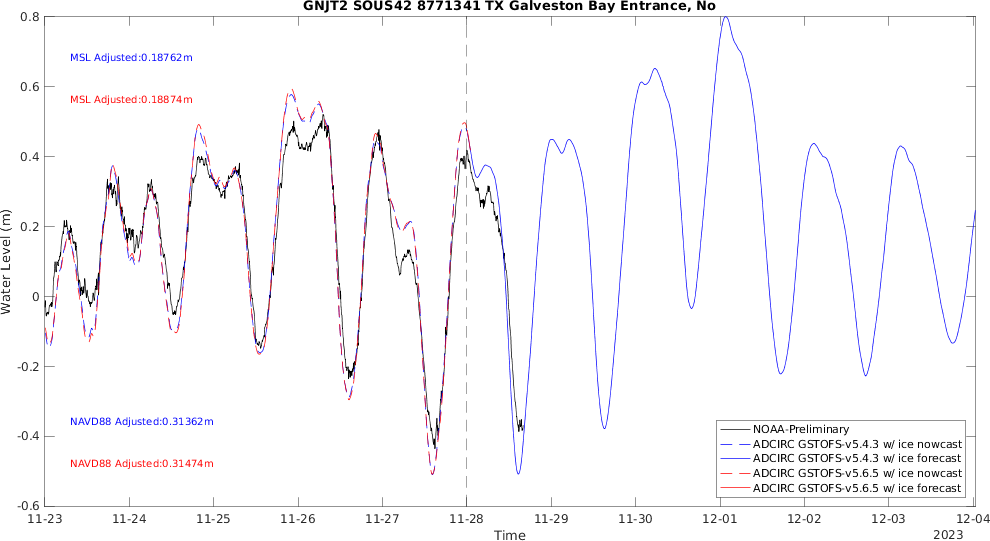 GNJT2 SOUS42 8771341 TX Galveston Bay Entrance, No
0.8
0.6
0.4
0.2
0
-0.2
-0.4
-0.6
Water Level (m)
MSL Adjusted:0.18762m
MSL Adjusted:0.18874m
NAVD88 Adjusted:0.31362m
NAVD88 Adjusted:0.31474m
NOAA-Preliminary
ADCIRC GSTOFS-v5.4.3 w/ ice nowcast
ADCIRC GSTOFS-v5.4.3 w/ ice forecast
ADCIRC GSTOFS-v5.6.5 w/ ice nowcast
ADCIRC GSTOFS-v5.6.5 w/ ice forecast
11-23 11-24 11-25 11-26 11-27 11-28 11-29 11-30 12-01 12-02 12-03 12-04
Time
2023